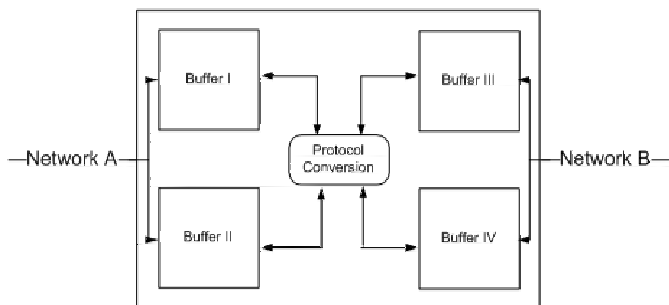 Buffer I
Buffer III
Network A
Protocol
Conversion
Network B
Buffer II
Buffer IV